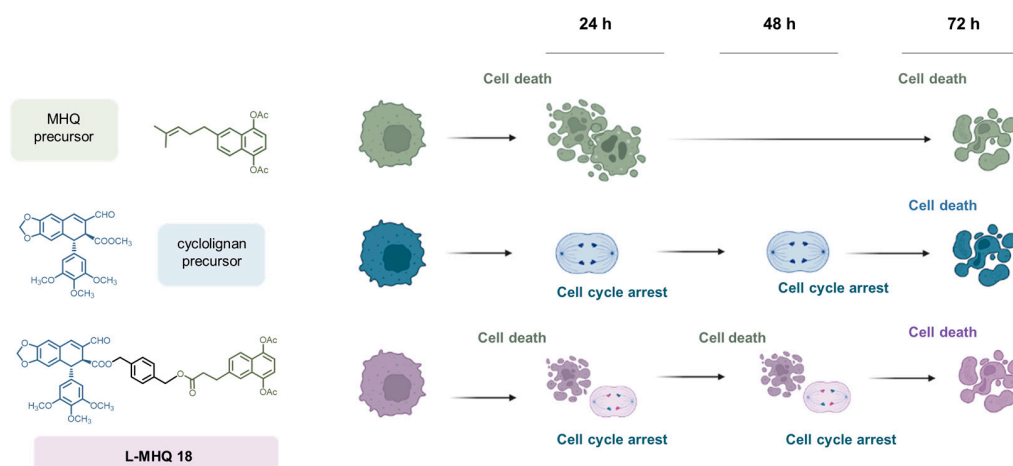 24 h
48 h
72 h
Cell death
Cell death
MHQ
precursor
OAc
OAc
Cell death
CHO
O
O
COOCH₃
cyclolignan
precursor
H₃CO
OCH₃
OCH₃
Cell cycle arrest
Cell cycle arrest
Cell death
Cell death
Cell death
CHO
O
O
COO
O
O
OAc
OAc
H₃CO
OCH₃
OCH₃
Cell cycle arrest
Cell cycle arrest
L-MHQ 18